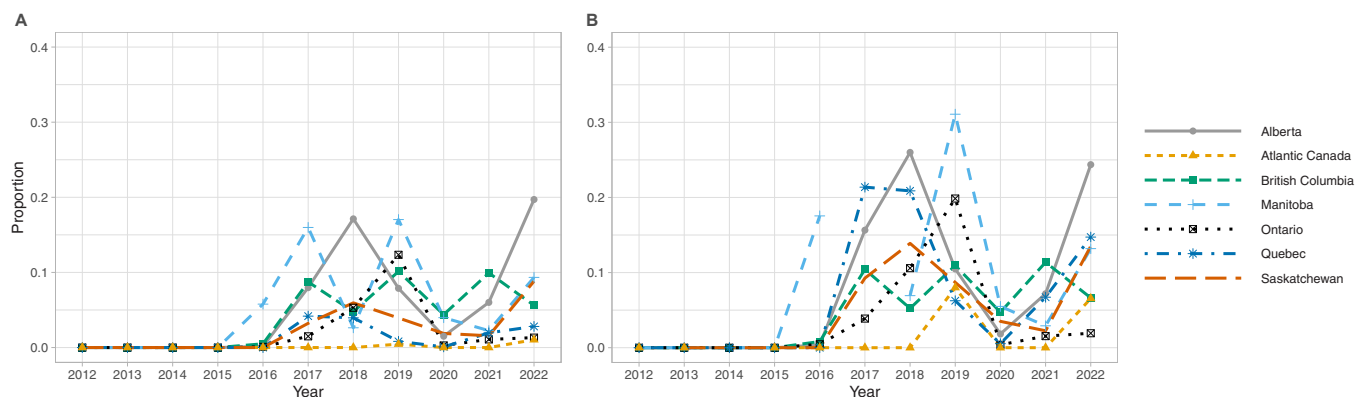 A
B
Proportion
0.4
0.3
0.2
0.1
0.0
2012 2013 2014 2015 2016 2017 2018 2019 2020 2021 2022
Year
0.4
0.3
0.2
0.1
0.0
2012 2013 2014 2015 2016 2017 2018 2019 2020 2021 2022
Year
Alberta
Atlantic Canada
British Columbia
Manitoba
Ontario
Quebec
Saskatchewan